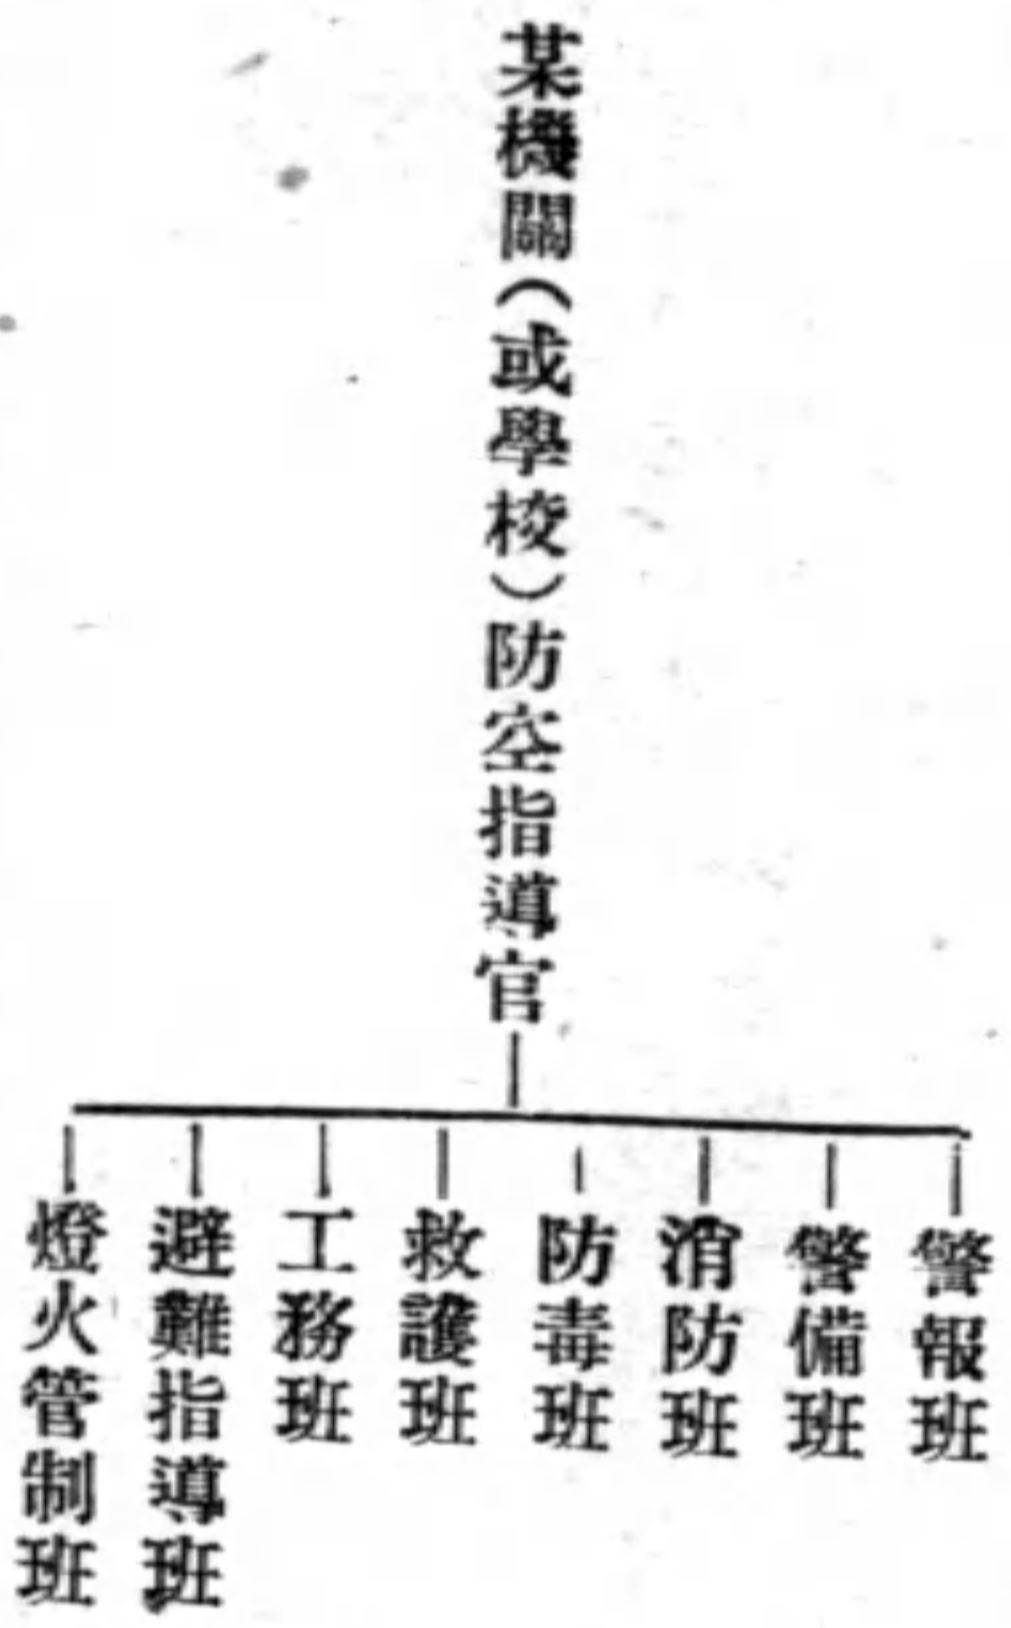 某機關(或學校)防空指導官
警報班
警備班
消防班
防毒班
救護班
工務班
避難指導班
燈火管制班